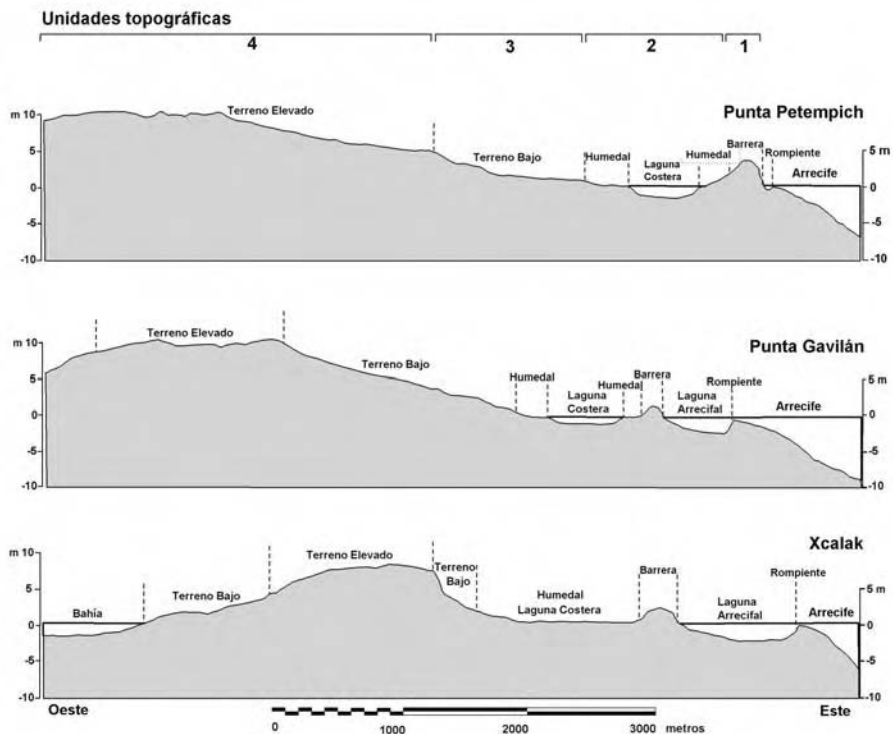 Unidades topográficas
4 3 2 1
Punta Petempich
m 10
5
0
-5
-10
Terreno Elevado
Terreno Bajo
Humedal
Laguna
Costera
Humedal
Barrera
Rompiente
Arrecife
5 m
0
-5
-10
Punta Gavilán
m 10
5
0
-5
-10
Terreno Elevado
Terreno Bajo
Humedal
Laguna
Costera
Humedal
Barrera
Laguna
Arrecifal
Rompiente
Arrecife
5 m
0
-5
-10
Xcalak
m 10
5
0
-5
-10
Bahía
Terreno Bajo
Terreno Elevado
Terreno
Bajo
Humedal
Laguna Costera
Barrera
Laguna
Arrecifal
Rompiente
Arrecife
5 m
0
-5
-10
Oeste
Este
0 1000 2000 3000 metros